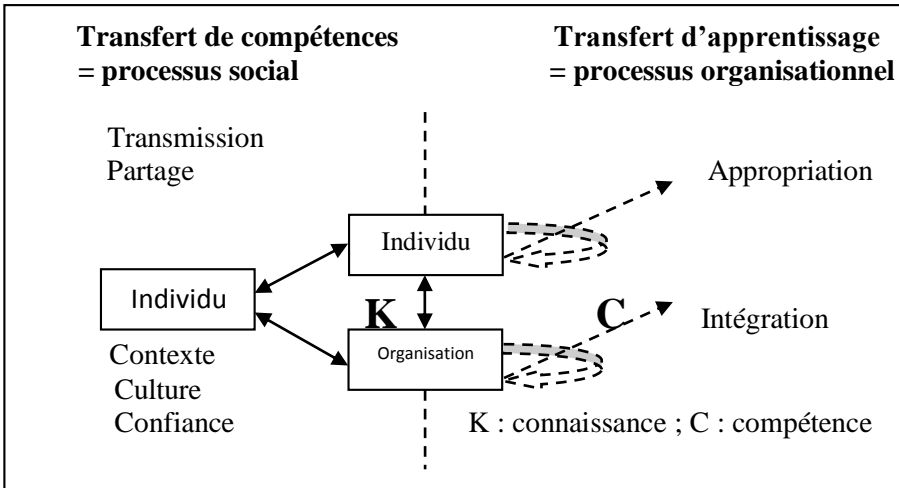 Transfert de compétences
= processus social
Transfert d’apprentissage
= processus organisationnel
Transmission
Partage
Appropriation
Individu
Individu
K
C
Intégration
Organisation
Contexte
Culture
Confiance
K : connaissance ; C : compétence